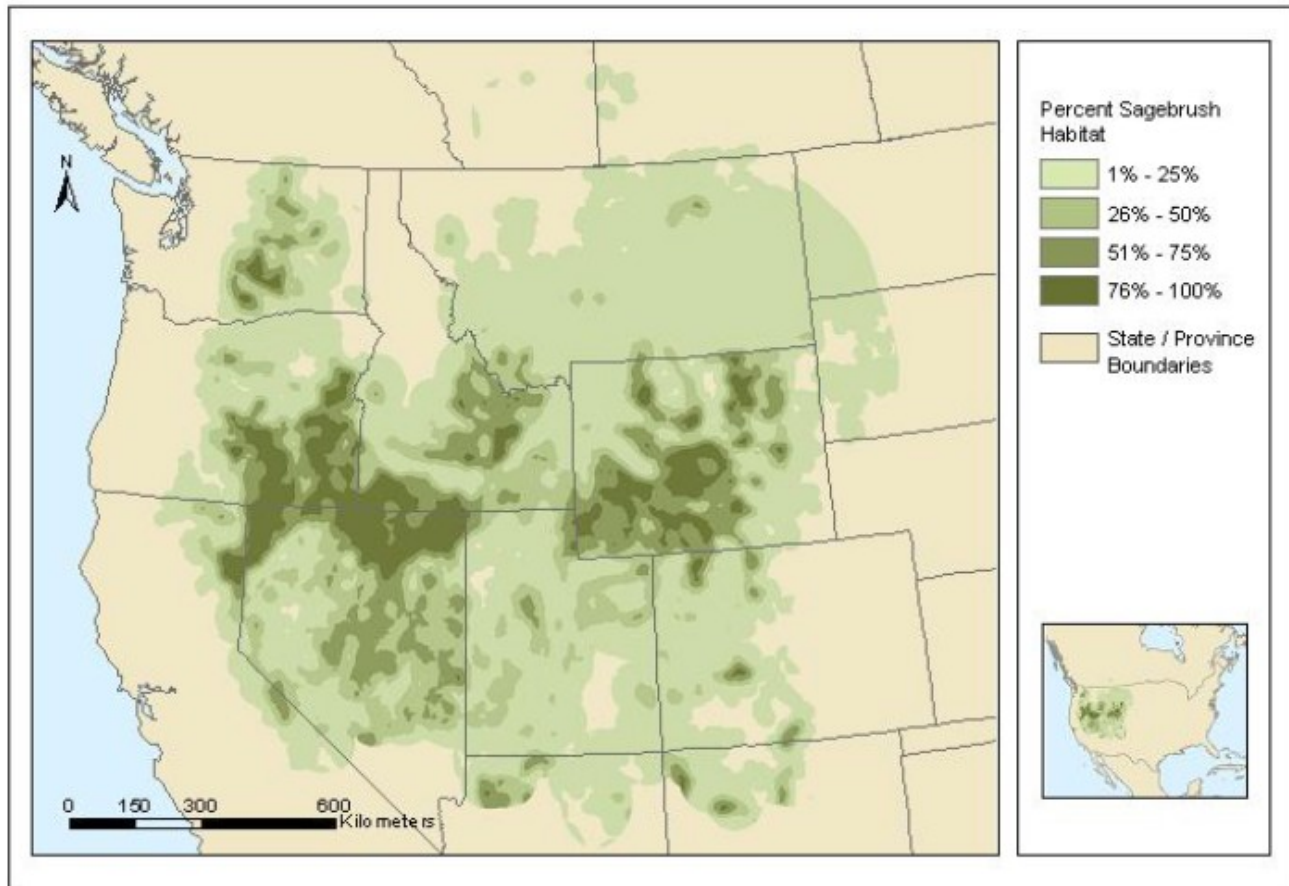 N
0 150 300 600
Kilometers
Percent Sagebrush
Habitat
1% - 25%
26% - 50%
51% - 75%
76% - 100%
State / Province
Boundaries